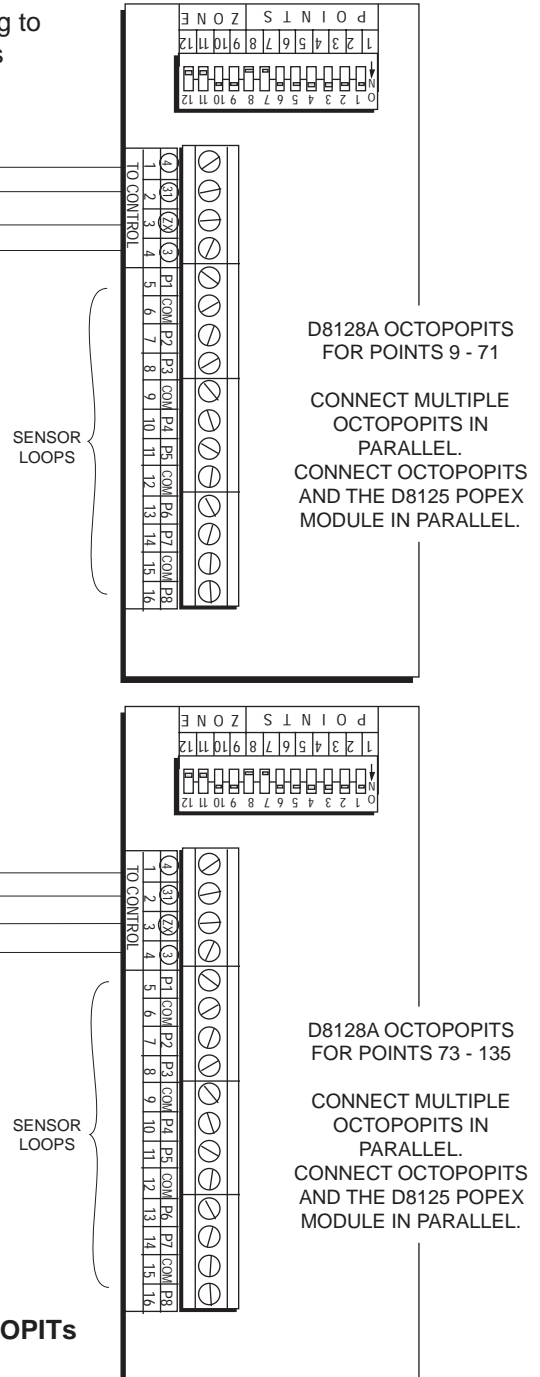 g to
s
Z O N E P O I N T S
12 11 10 9 8 7 6 5 4 3 2 1
12 11 10 9 8 7 6 5 4 3 2 1 ON
TO CONTROL
1 (4)
2 (31)
3 (ZX)
4 (3)
5 P1
6 COM
7 P2
8 P3
9 COM
10 P4
11 P5
12 COM
13 P6
14 P7
15 COM
16 P8
SENSOR
LOOPS
D8128A OCTOPOPITS
FOR POINTS 9 - 71
CONNECT MULTIPLE
OCTOPOPITS IN
PARALLEL.
CONNECT OCTOPOPITS
AND THE D8125 POPEX
MODULE IN PARALLEL.
Z O N E P O I N T S
12 11 10 9 8 7 6 5 4 3 2 1
12 11 10 9 8 7 6 5 4 3 2 1 ON
TO CONTROL
1 (4)
2 (31)
3 (ZX)
4 (3)
5 P1
6 COM
7 P2
8 P3
9 COM
10 P4
11 P5
12 COM
13 P6
14 P7
15 COM
16 P8
SENSOR
LOOPS
D8128A OCTOPOPITS
FOR POINTS 73 - 135
CONNECT MULTIPLE
OCTOPOPITS IN
PARALLEL.
CONNECT OCTOPOPITS
AND THE D8125 POPEX
MODULE IN PARALLEL.
OPITs